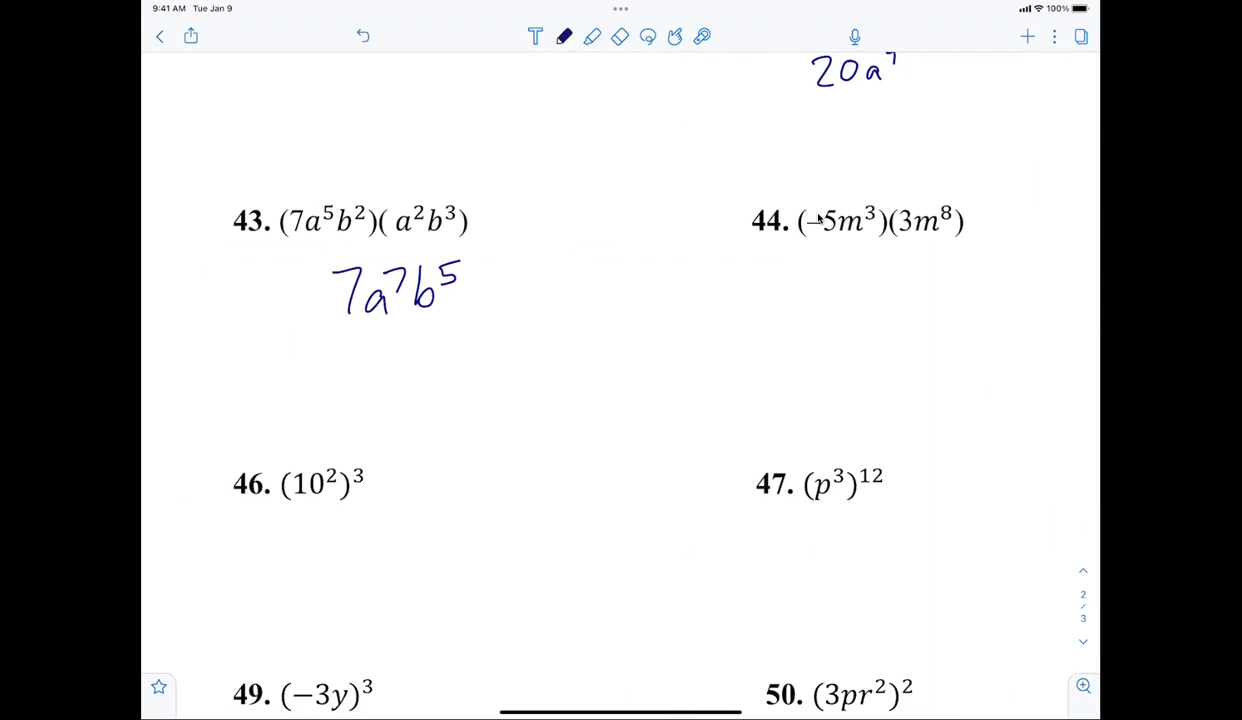 9:41 AM Tue Jan 9
100%
20a⁷
43. (7a⁵b²)( a²b³)
44. (–5m³)(3m⁸)
7a⁷b⁵
46. (10²)³
47. (p³)¹²
2
/
3
49. (−3y)³
50. (3pr²)²